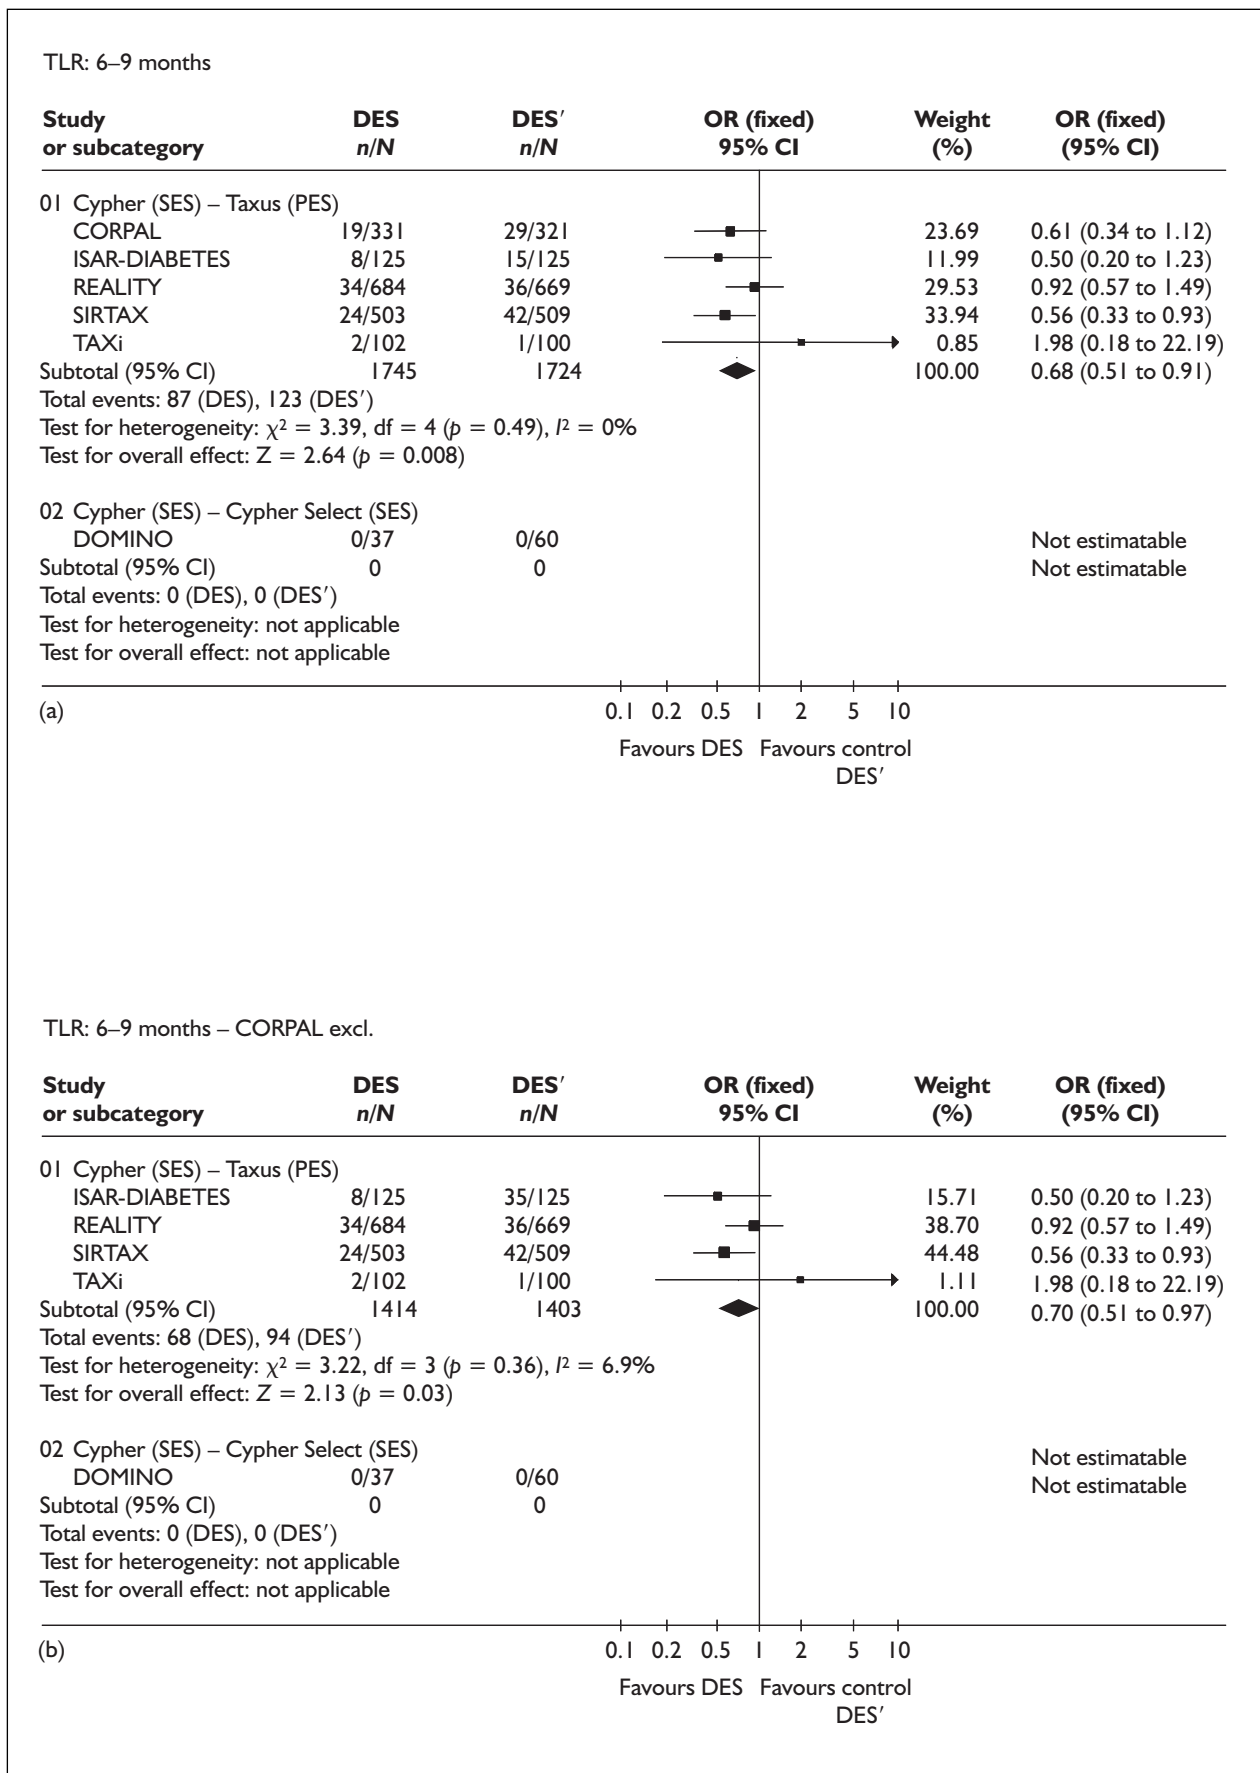 TLR: 6–9 months
Study DES DES′ OR (fixed) Weight OR (fixed)
or subcategory n/N n/N 95% CI (%) (95% CI)
01 Cypher (SES) – Taxus (PES)
CORPAL 19/331 29/321 23.69 0.61 (0.34 to 1.12)
ISAR-DIABETES 8/125 15/125 11.99 0.50 (0.20 to 1.23)
REALITY 34/684 36/669 29.53 0.92 (0.57 to 1.49)
SIRTAX 24/503 42/509 33.94 0.56 (0.33 to 0.93)
TAXi 2/102 1/100 0.85 1.98 (0.18 to 22.19)
Subtotal (95% CI) 1745 1724 100.00 0.68 (0.51 to 0.91)
Total events: 87 (DES), 123 (DES′)
Test for heterogeneity: χ² = 3.39, df = 4 (p = 0.49), I² = 0%
Test for overall effect: Z = 2.64 (p = 0.008)
02 Cypher (SES) – Cypher Select (SES)
DOMINO 0/37 0/60 Not estimatable
Subtotal (95% CI) 0 0 Not estimatable
Total events: 0 (DES), 0 (DES′)
Test for heterogeneity: not applicable
Test for overall effect: not applicable
(a) 0.1 0.2 0.5 1 2 5 10
Favours DES Favours control
DES′
TLR: 6–9 months – CORPAL excl.
Study DES DES′ OR (fixed) Weight OR (fixed)
or subcategory n/N n/N 95% CI (%) (95% CI)
01 Cypher (SES) – Taxus (PES)
ISAR-DIABETES 8/125 35/125 15.71 0.50 (0.20 to 1.23)
REALITY 34/684 36/669 38.70 0.92 (0.57 to 1.49)
SIRTAX 24/503 42/509 44.48 0.56 (0.33 to 0.93)
TAXi 2/102 1/100 1.11 1.98 (0.18 to 22.19)
Subtotal (95% CI) 1414 1403 100.00 0.70 (0.51 to 0.97)
Total events: 68 (DES), 94 (DES′)
Test for heterogeneity: χ² = 3.22, df = 3 (p = 0.36), I² = 6.9%
Test for overall effect: Z = 2.13 (p = 0.03)
02 Cypher (SES) – Cypher Select (SES) Not estimatable
DOMINO 0/37 0/60 Not estimatable
Subtotal (95% CI) 0 0
Total events: 0 (DES), 0 (DES′)
Test for heterogeneity: not applicable
Test for overall effect: not applicable
(b) 0.1 0.2 0.5 1 2 5 10
Favours DES Favours control
DES′